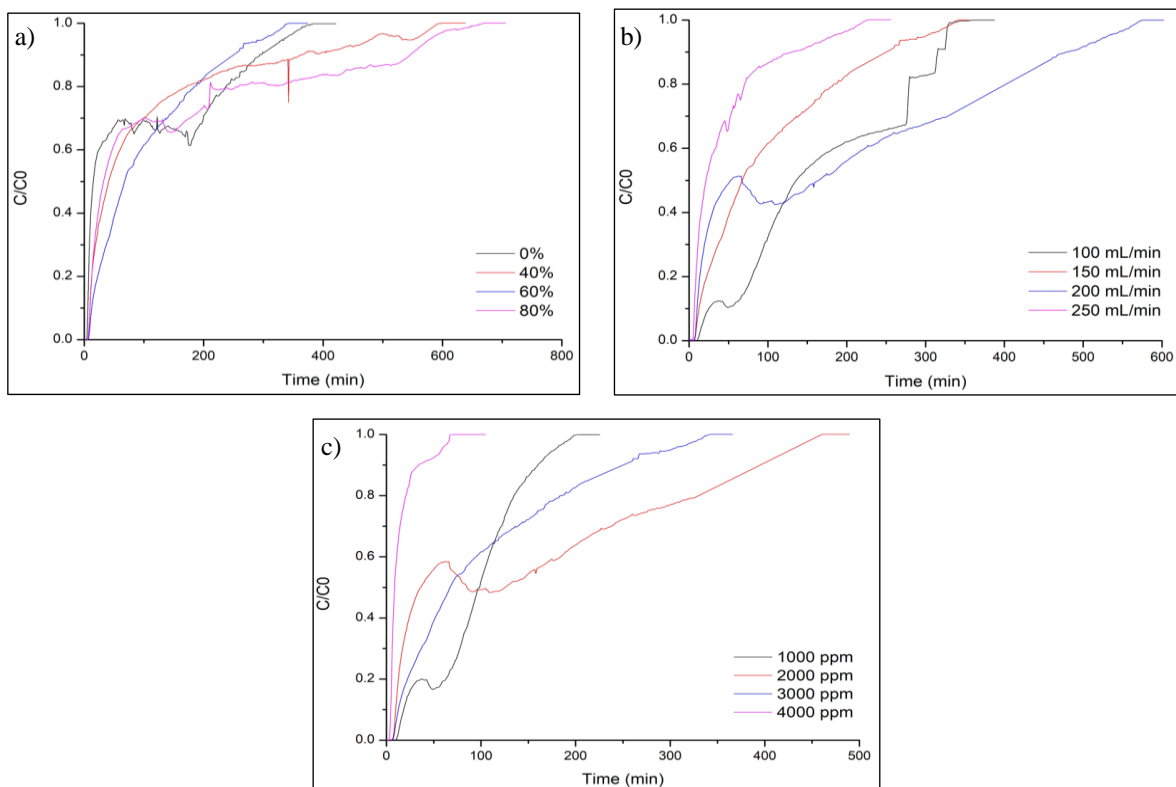 a)
1.0
0.8
0.6
0.4
0.2
0.0
C/C0
0%
40%
60%
80%
0 200 400 600 800
Time (min)
b)
1.0
0.8
0.6
0.4
0.2
0.0
C/C0
100 mL/min
150 mL/min
200 mL/min
250 mL/min
0 100 200 300 400 500 600
Time (min)
c)
1.0
0.8
0.6
0.4
0.2
0.0
C/C0
1000 ppm
2000 ppm
3000 ppm
4000 ppm
0 100 200 300 400 500
Time (min)